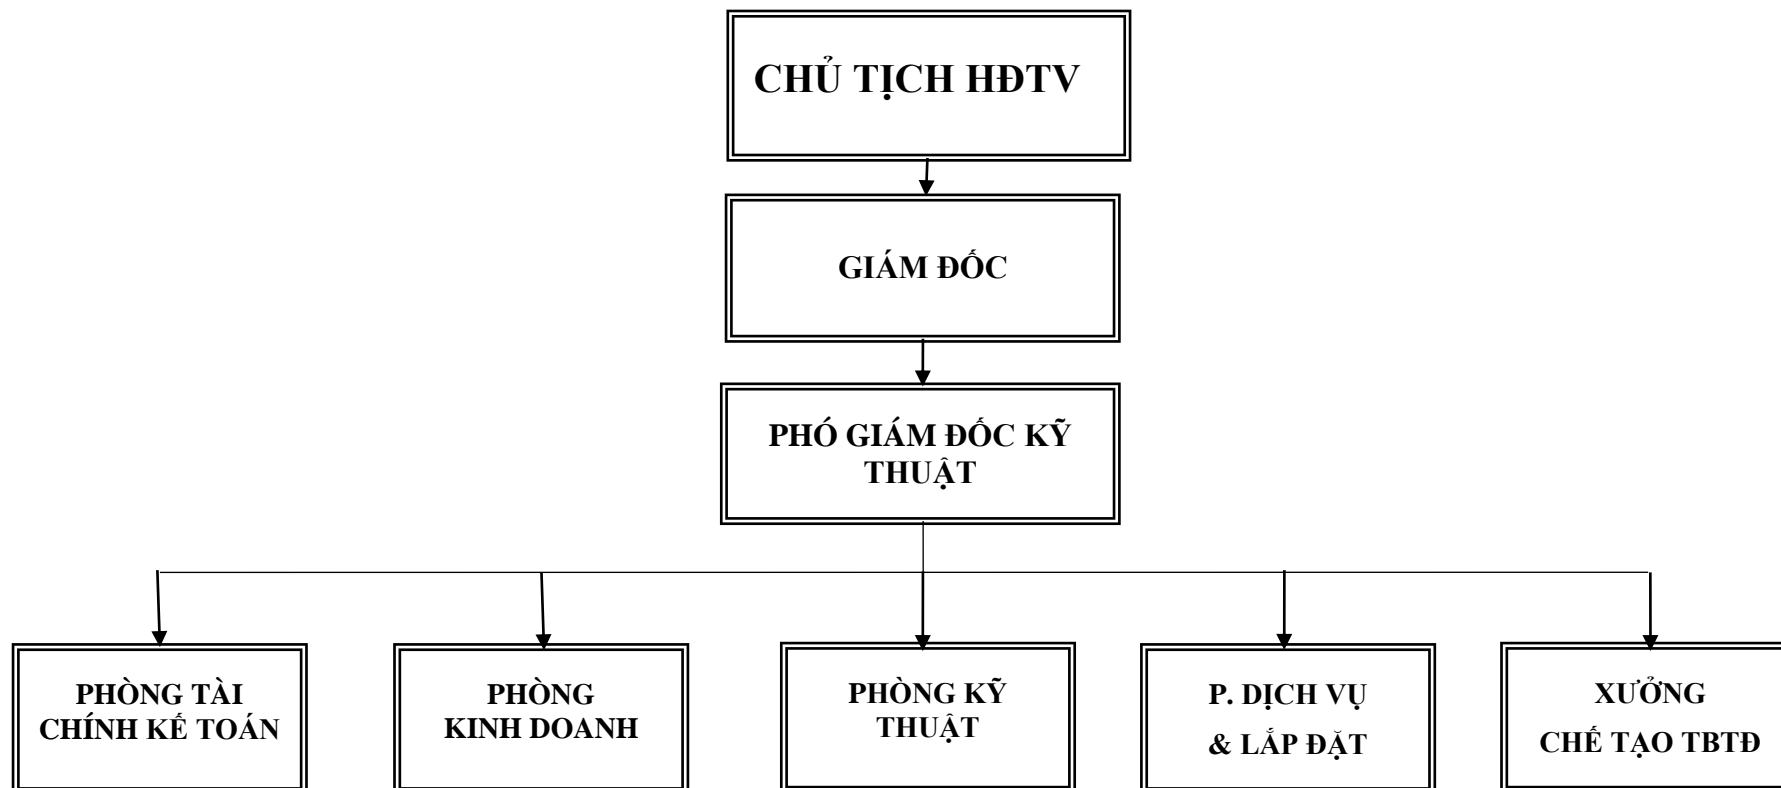 CHỦ TỊCH HĐTV
GIÁM ĐỐC
PHÓ GIÁM ĐỐC KỸ
THUẬT
PHÒNG TÀI
CHÍNH KẾ TOÁN
PHÒNG
KINH DOANH
PHÒNG KỸ
THUẬT
P. DỊCH VỤ
& LẮP ĐẶT
XƯỞNG
CHẾ TẠO TBTĐ